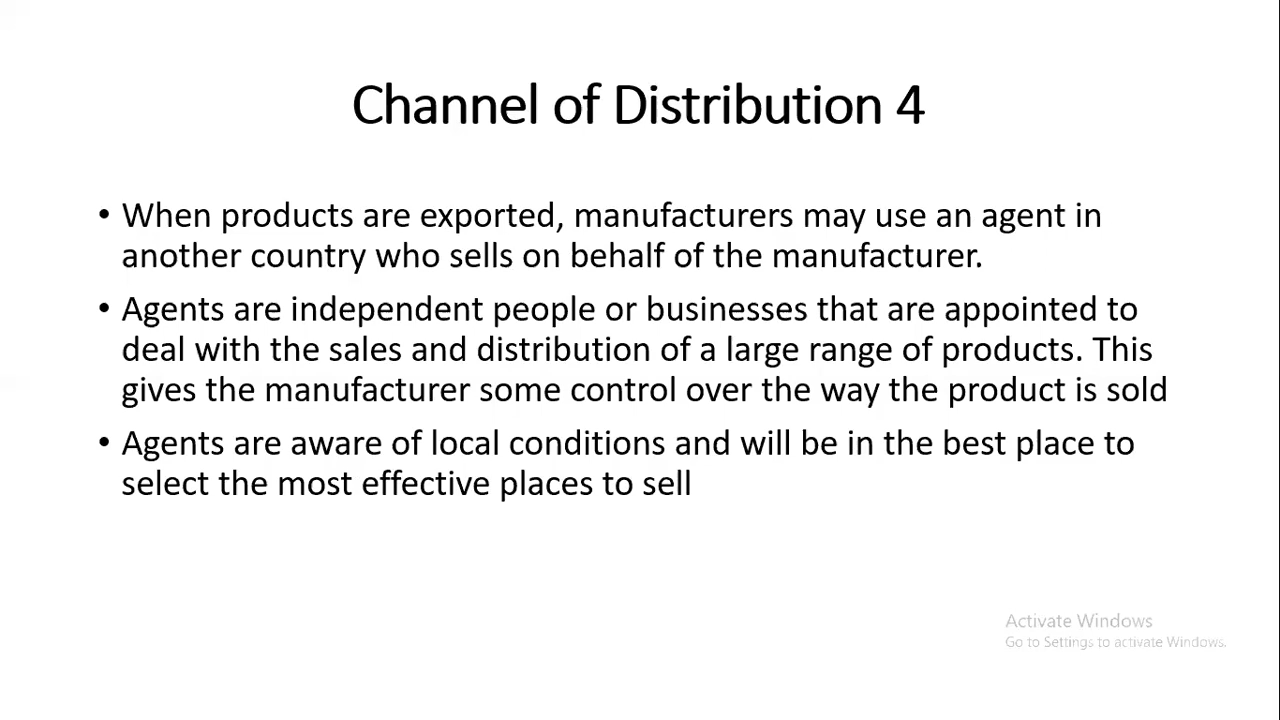 Channel of Distribution 4
• When products are exported, manufacturers may use an agent in
another country who sells on behalf of the manufacturer.
• Agents are independent people or businesses that are appointed to
deal with the sales and distribution of a large range of products. This
gives the manufacturer some control over the way the product is sold
• Agents are aware of local conditions and will be in the best place to
select the most effective places to sell
Activate Windows
Go to Settings to activate Windows.